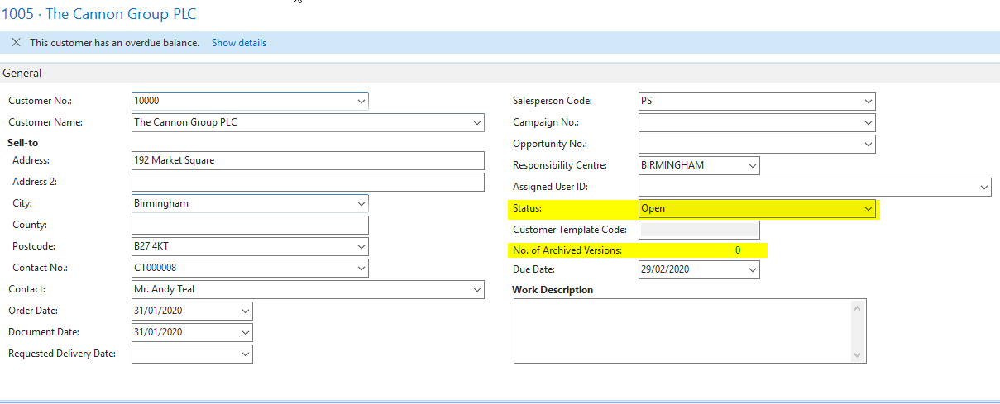 1005 · The Cannon Group PLC
This customer has an overdue balance. Show details
General
Customer No.: 10000
Customer Name: The Cannon Group PLC
Sell-to
Address: 192 Market Square
Address 2:
City: Birmingham
County:
Postcode: B27 4KT
Contact No.: CT000008
Contact: Mr. Andy Teal
Order Date: 31/01/2020
Document Date: 31/01/2020
Requested Delivery Date:
Salesperson Code: PS
Campaign No.:
Opportunity No.:
Responsibility Centre: BIRMINGHAM
Assigned User ID:
Status: Open
Customer Template Code:
No. of Archived Versions: 0
Due Date: 29/02/2020
Work Description